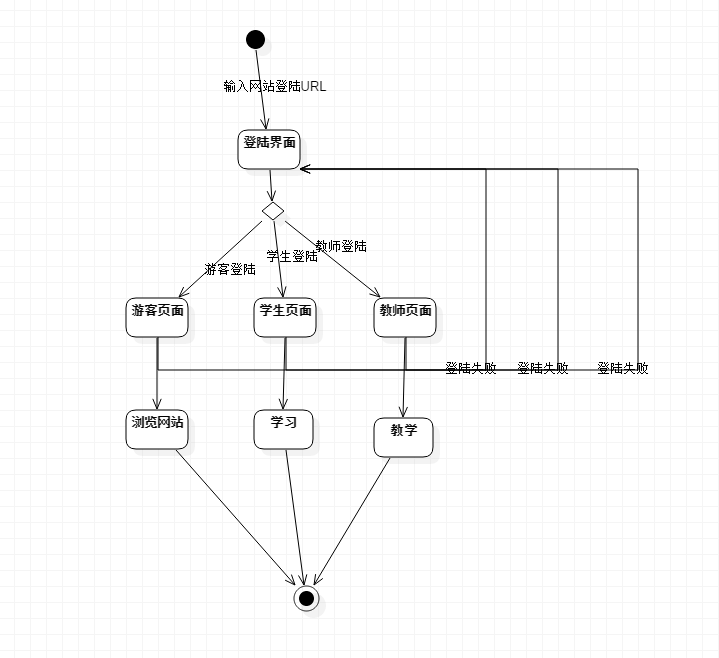 输入网站登陆URL
登陆界面
教师登陆
学生登陆
游客登陆
游客页面
学生页面
教师页面
登陆失败
登陆失败
登陆失败
浏览网站
学习
教学